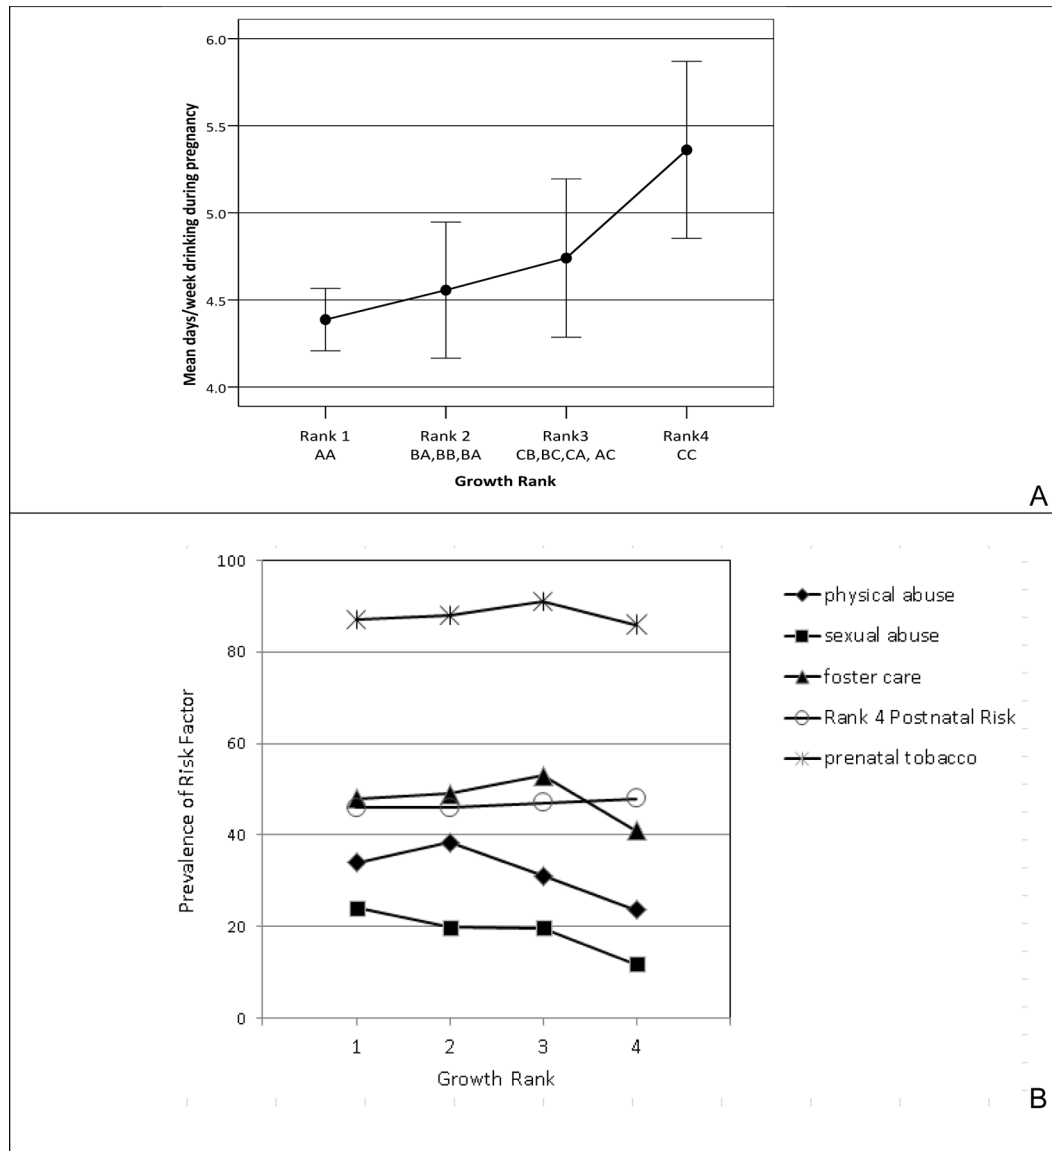 Mean days/week drinking during pregnancy
6.0
5.5
5.0
4.5
4.0
Rank 1
AA
Rank 2
BA,BB,BA
Rank3
CB,BC,CA, AC
Rank4
CC
Growth Rank
A
Prevalence of Risk Factor
100
80
60
40
20
0
1
2
3
4
Growth Rank
physical abuse
sexual abuse
foster care
Rank 4 Postnatal Risk
prenatal tobacco
B